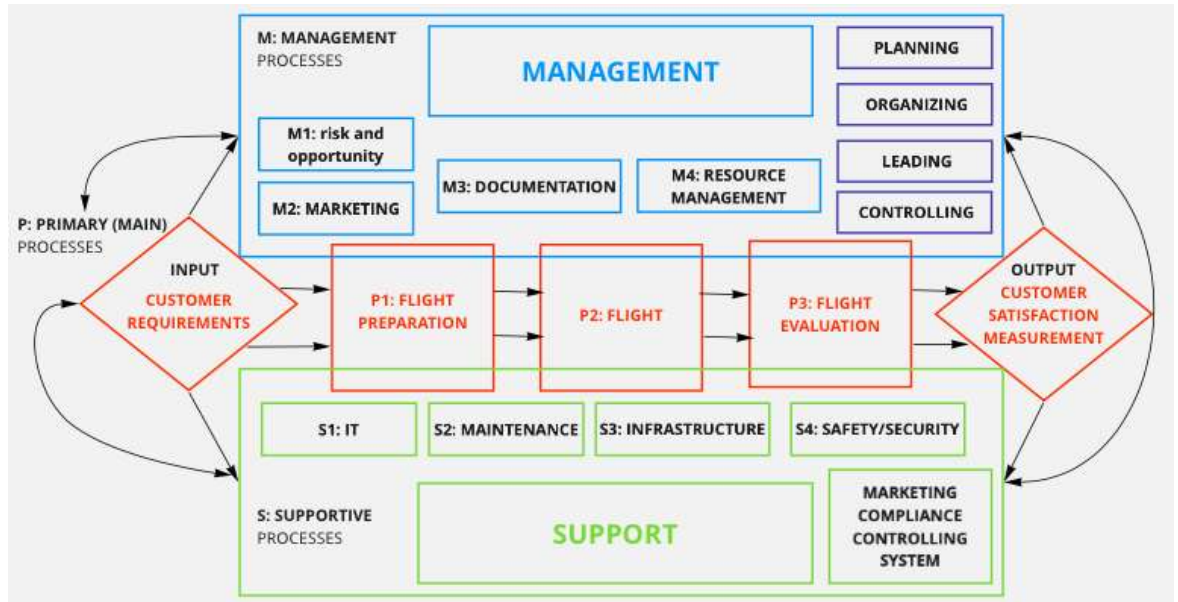 M: MANAGEMENT
PROCESSES
MANAGEMENT
PLANNING
ORGANIZING
LEADING
CONTROLLING
M1: risk and
opportunity
M2: MARKETING
M3: DOCUMENTATION
M4: RESOURCE
MANAGEMENT
P: PRIMARY (MAIN)
PROCESSES
INPUT
CUSTOMER
REQUIREMENTS
P1: FLIGHT
PREPARATION
P2: FLIGHT
P3: FLIGHT
EVALUATION
OUTPUT
CUSTOMER
SATISFACTION
MEASUREMENT
S1: IT
S2: MAINTENANCE
S3: INFRASTRUCTURE
S4: SAFETY/SECURITY
S: SUPPORTIVE
PROCESSES
SUPPORT
MARKETING
COMPLIANCE
CONTROLLING
SYSTEM